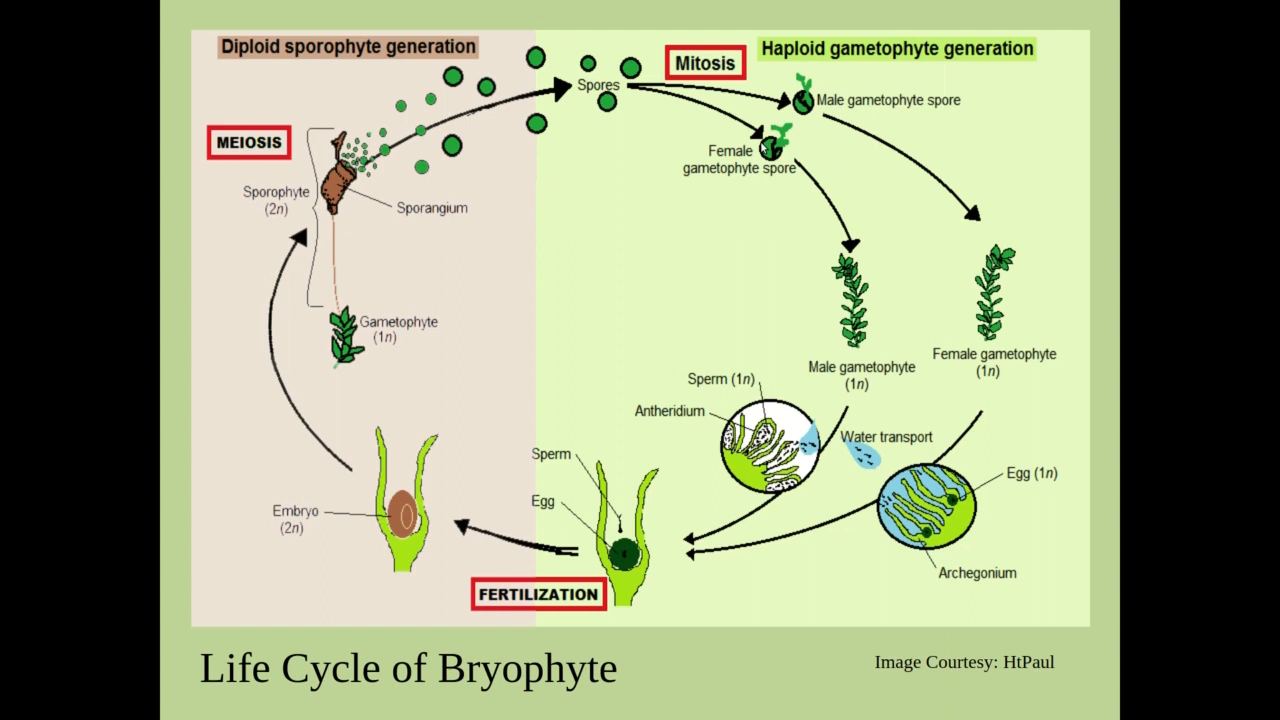 Diploid sporophyte generation
Haploid gametophyte generation
Mitosis
Spores
Male gametophyte spore
MEIOSIS
Female
gametophyte spore
Sporophyte
(2n)
Sporangium
Gametophyte
(1n)
Female gametophyte
(1n)
Male gametophyte
(1n)
Sperm (1n)
Antheridium
Water transport
Sperm
Egg (1n)
Egg
Embryo
(2n)
Archegonium
FERTILIZATION
Life Cycle of Bryophyte
Image Courtesy: HtPaul